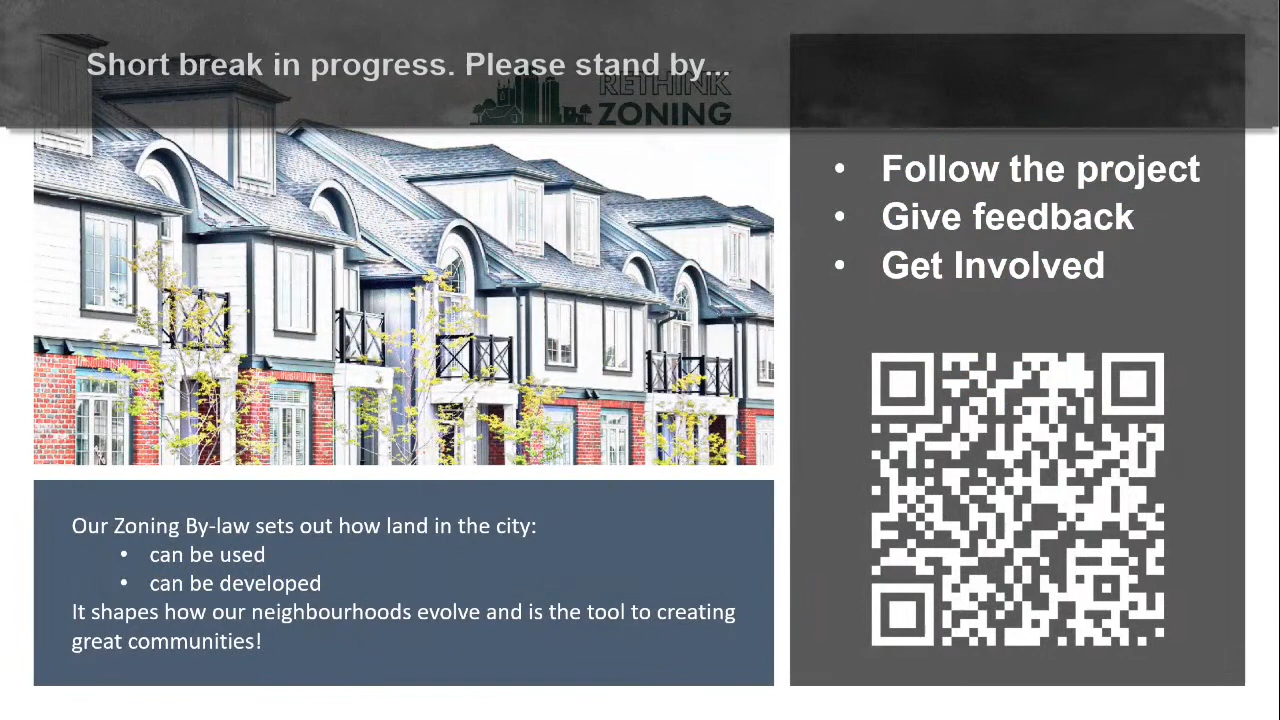 Short break in progress. Please stand by...
RETHINK
ZONING
• Follow the project
• Give feedback
• Get Involved
Our Zoning By-law sets out how land in the city:
• can be used
• can be developed
It shapes how our neighbourhoods evolve and is the tool to creating
great communities!